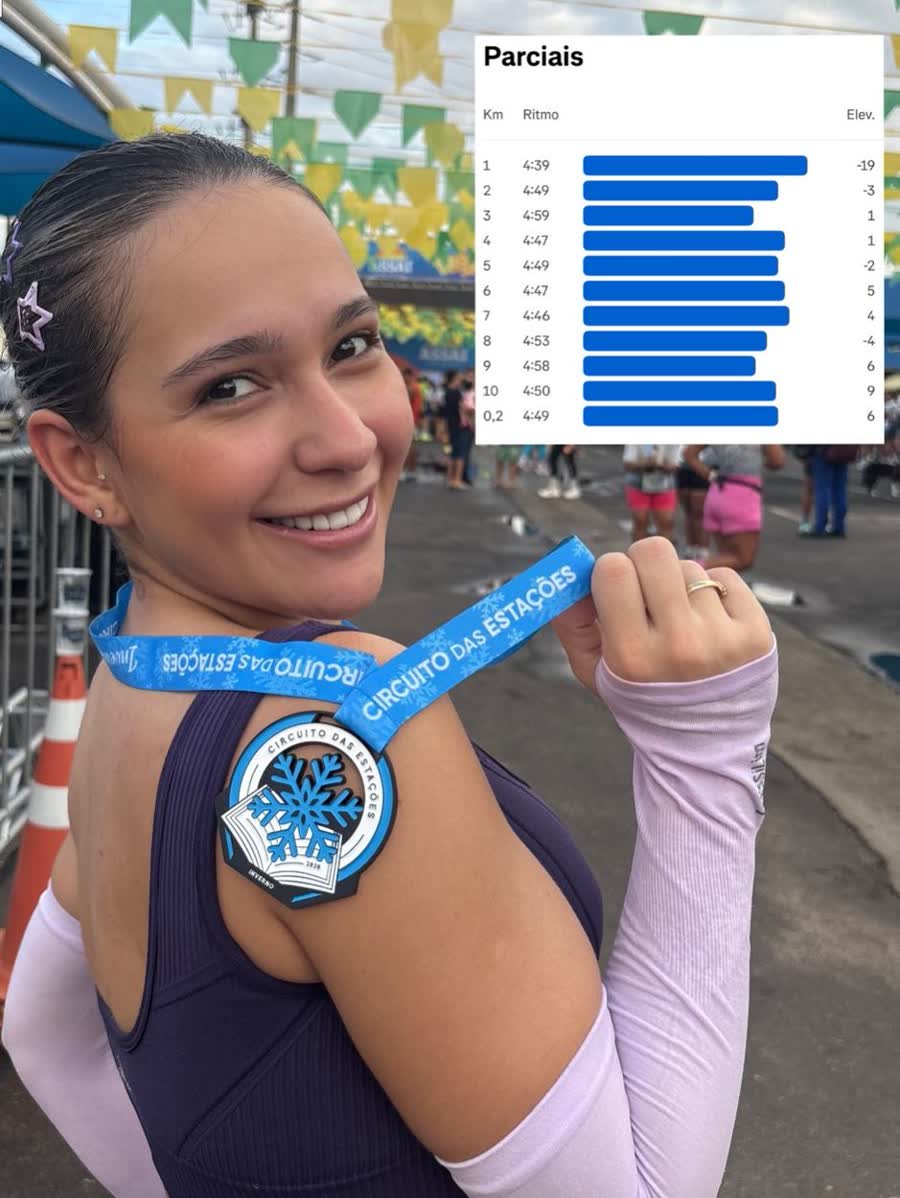 Parciais
Km Ritmo Elev.
1 4:39 -19
2 4:49 -3
3 4:59 1
4 4:47 1
5 4:49 -2
6 4:47 5
7 4:46 4
8 4:53 -4
9 4:58 6
10 4:50 9
0,2 4:49 6
ASSAÍ
CIRCUITO DAS ESTAÇÕES
CIRCUITO DAS ESTAÇÕES
CIRCUITO DAS ESTAÇÕES
INVERNO